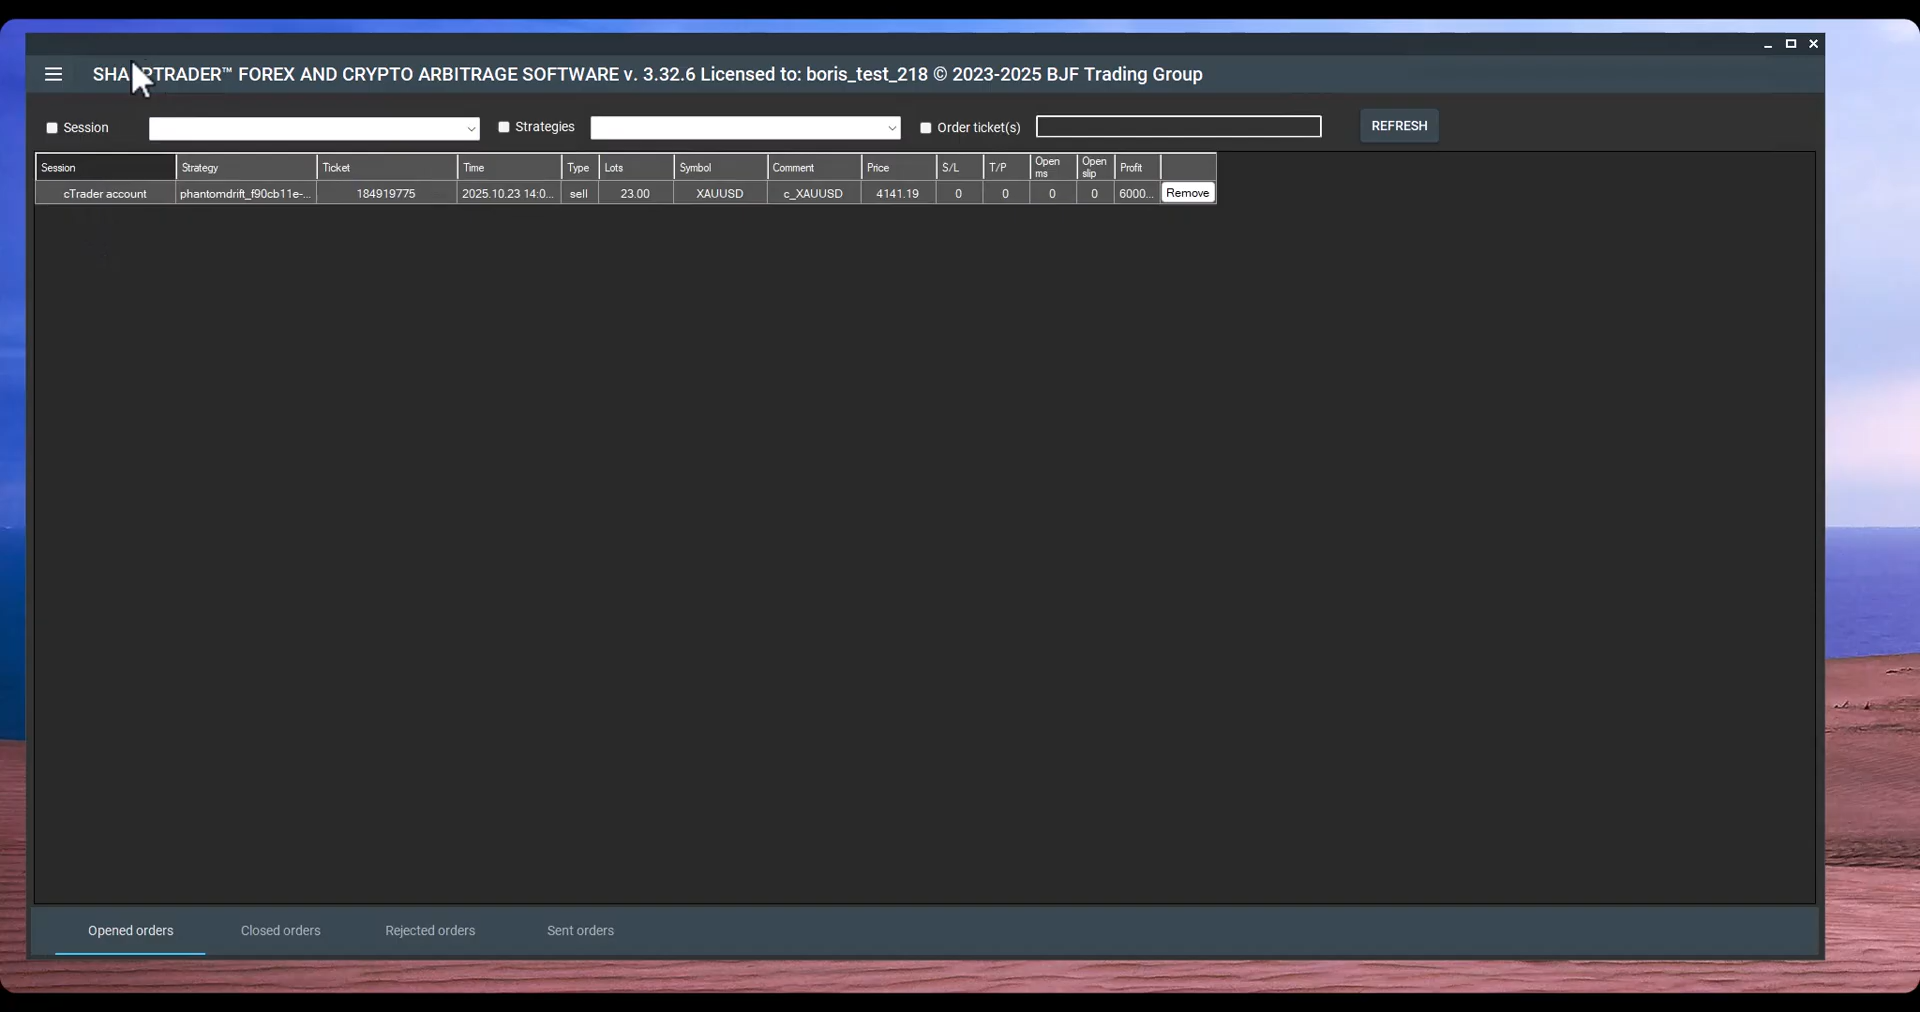 SHARPTRADER™ FOREX AND CRYPTO ARBITRAGE SOFTWARE v. 3.32.6 Licensed to: boris_test_218 © 2023-2025 BJF Trading Group
Session Strategies Order ticket(s) REFRESH
Session Strategy Ticket Time Type Lots Symbol Comment Price S/L T/P Open ms Open slip Profit
cTrader account phantomdrift_f90cb11e-... 184919775 2025.10.23 14:0... sell 23.00 XAUUSD c_XAUUSD 4141.19 0 0 0 0 6000... Remove
Opened orders Closed orders Rejected orders Sent orders